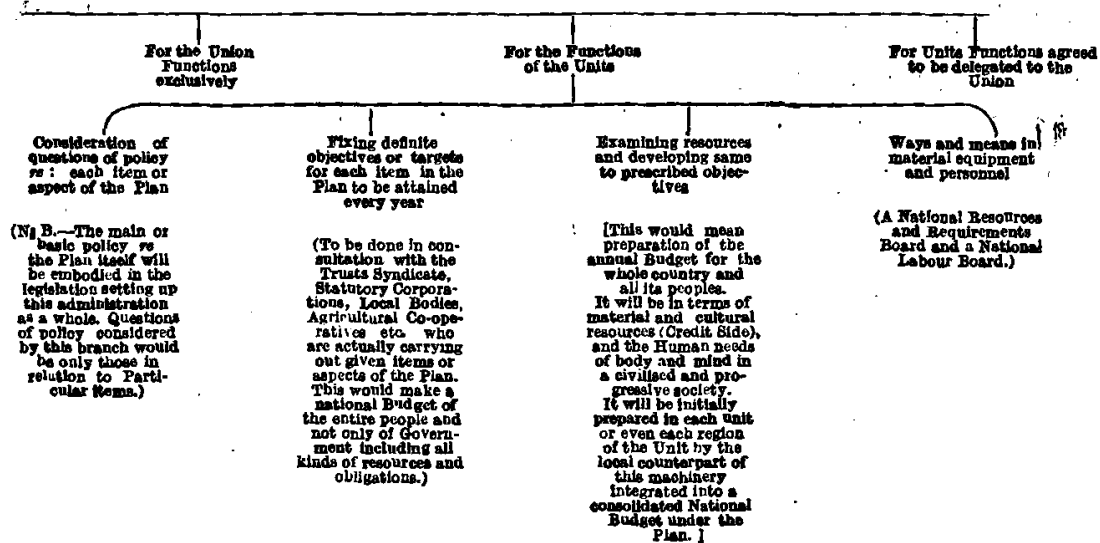 For the Union
Functions
exclusively
For the Functions
of the Units
For Units Functions agreed
to be delegated to the
Union
Consideration of
questions of policy
re : each item or
aspect of the Plan
(N. B.—The main or
basic policy re
the Plan itself will
be embodied in the
legislation setting up
this administration
as a whole. Questions
of policy considered
by this branch would
be only those in
relution to Parti-
cular items.)
Fixing definite
objectives or targets
for each item in the
Plan to be attained
every year
(To be done in con-
sultation with the
Trusts Syndicate,
Statutory Corpora-
tions, Local Bodies,
Agricultural Co-ope-
ratives etc. who
are actually carrying
out given items or
aspects of the Plan.
This would make a
national Budget of
the entire people and
not only of Govern-
ment including all
kinds of resources and
obligations.)
Examining resources
and developing same
to prescribed objec-
tives
[This would mean
preparation of the
annual Budget for the
whole country and
all its peoples.
It will be in terms of
material and cultural
resources (Credit Side),
and the Human needs
of body and mind in
a civilised and pro-
gressive society.
It will be initially
prepared in each unit
or even each region
of the Unit by the
local counterpart of
this machinery
integrated into a
consolidated National
Budget under the
Plan. ]
Ways and means in
material equipment
and personnel
(A National Resources
and Requirements
Board and a National
Labour Board.)